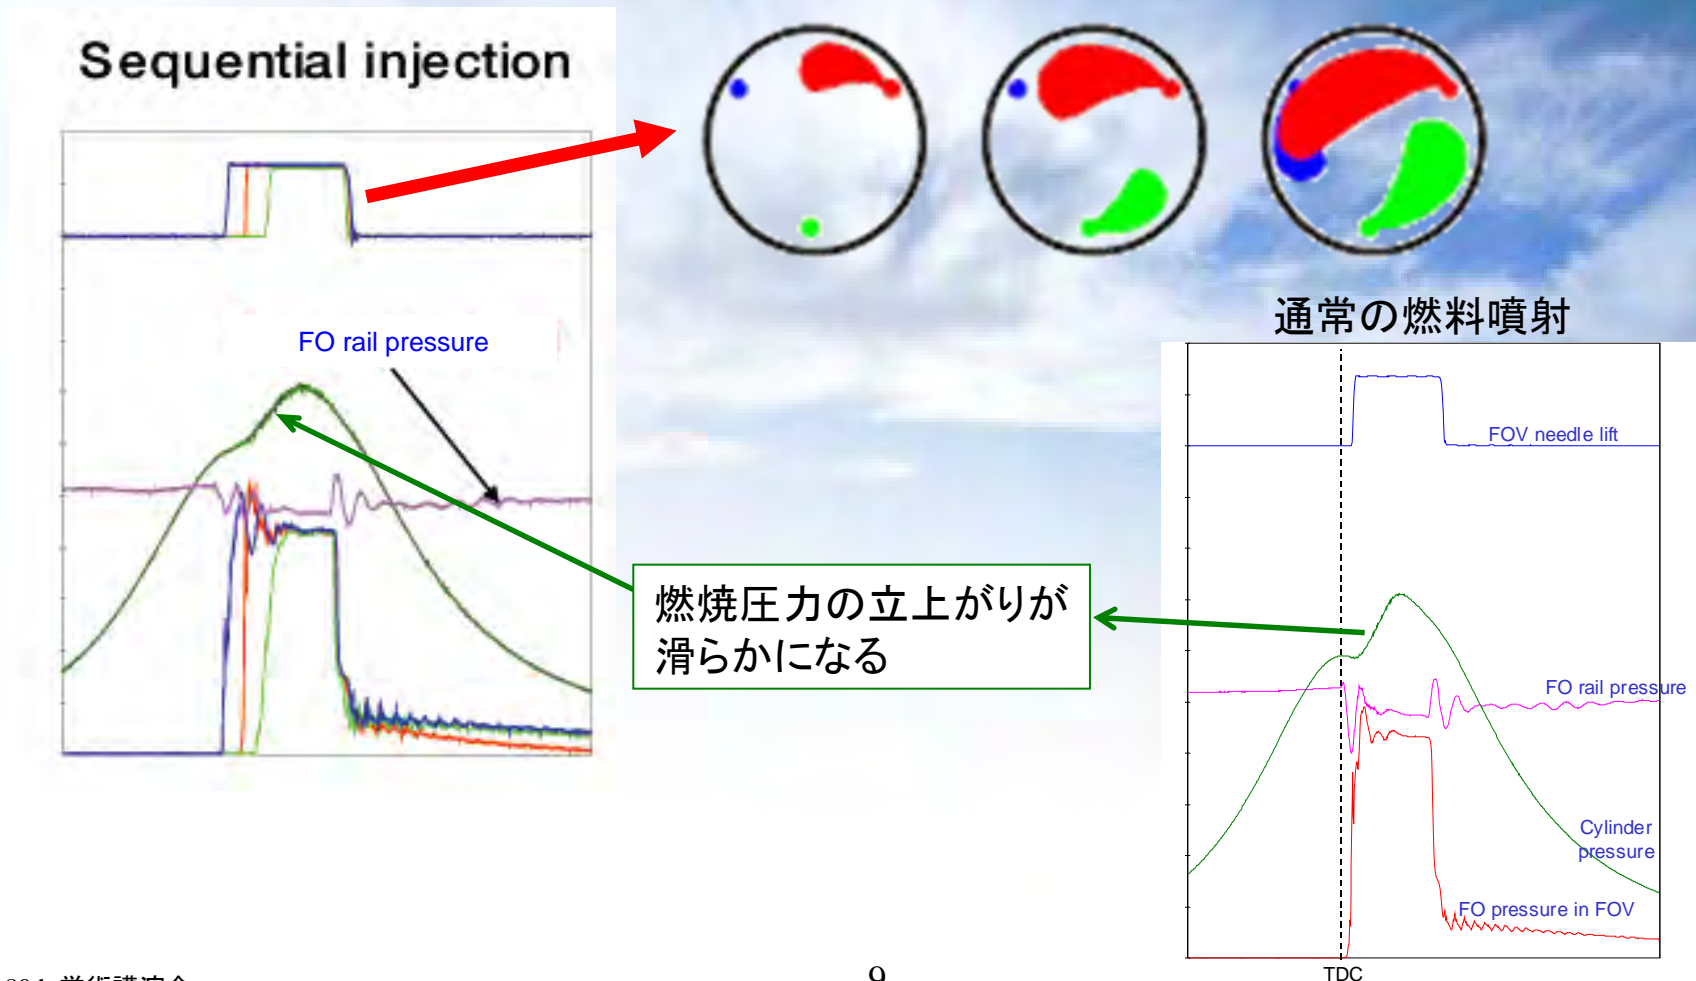 Sequential injection
FO rail pressure
通常の燃料噴射
FOV needle lift
燃焼圧力の立上がりが
滑らかになる
FO rail pressure
Cylinder
pressure
FO pressure in FOV
TDC
9